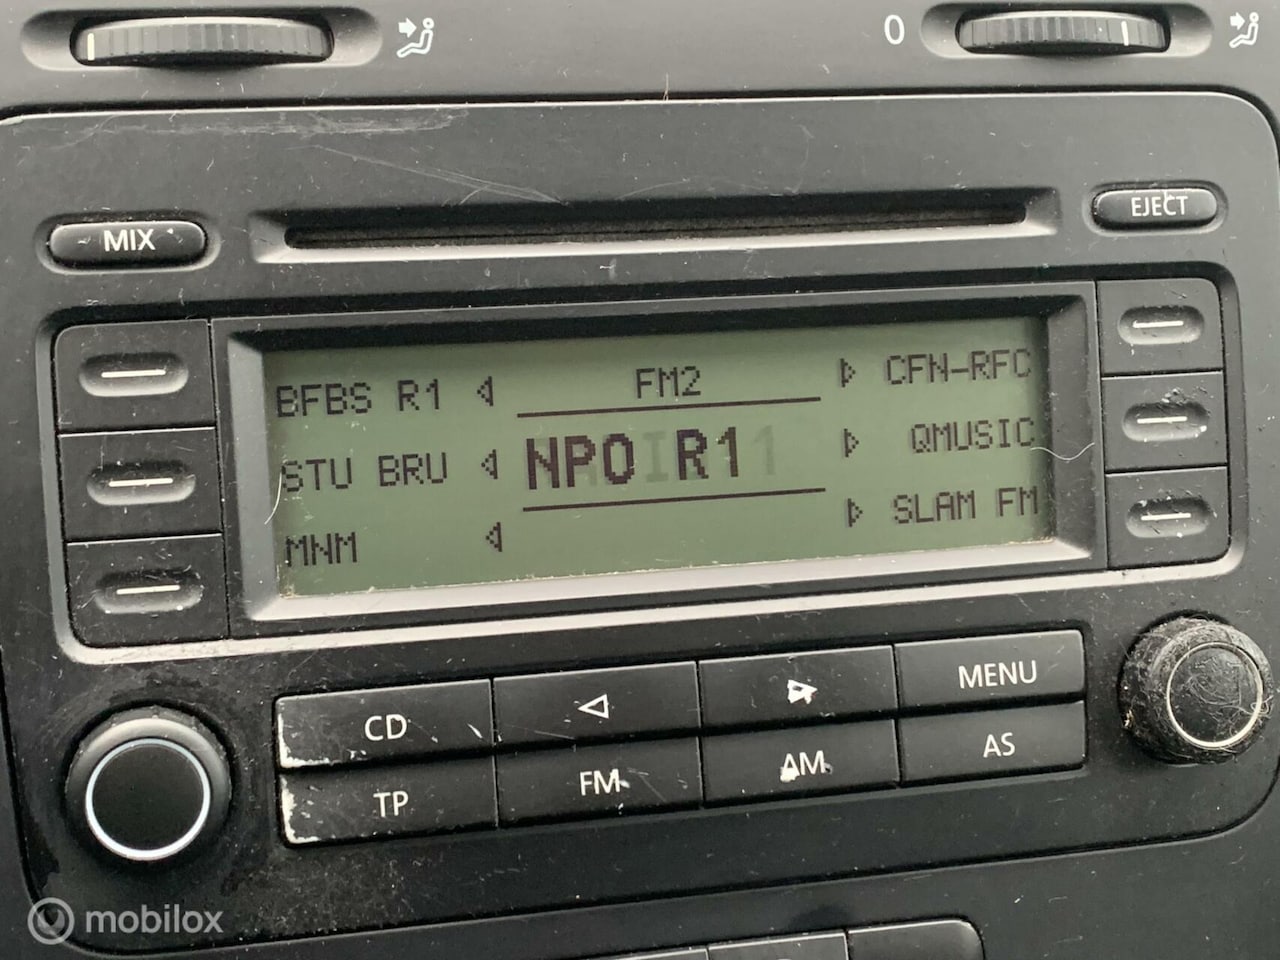 0
MIX
EJECT
BFBS R1
FM2
CFN-RFC
STU BRU
NPO R1
QMUSIC
MNM
SLAM FM
CD
MENU
TP
FM
AM
AS
mobilox